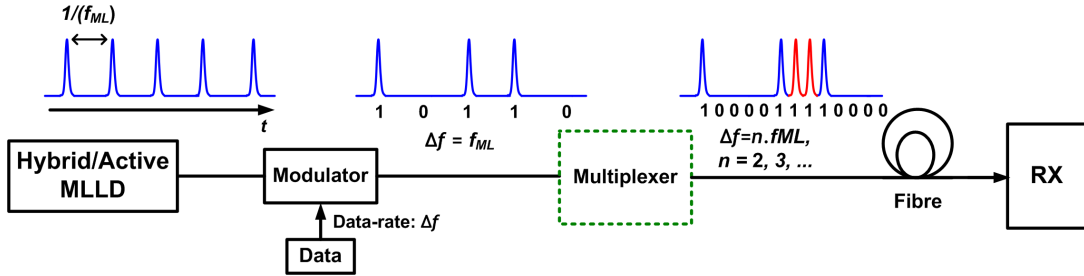 1/(fML)
t
1 0 1 1 0
Δf = fML
1 0 0 0 0 0 1 1 1 1 0 0 0 0
Δf=n.fML,
n = 2, 3, ...
Hybrid/Active
MLLD
Modulator
Data-rate: Δf
Data
Multiplexer
Fibre
RX